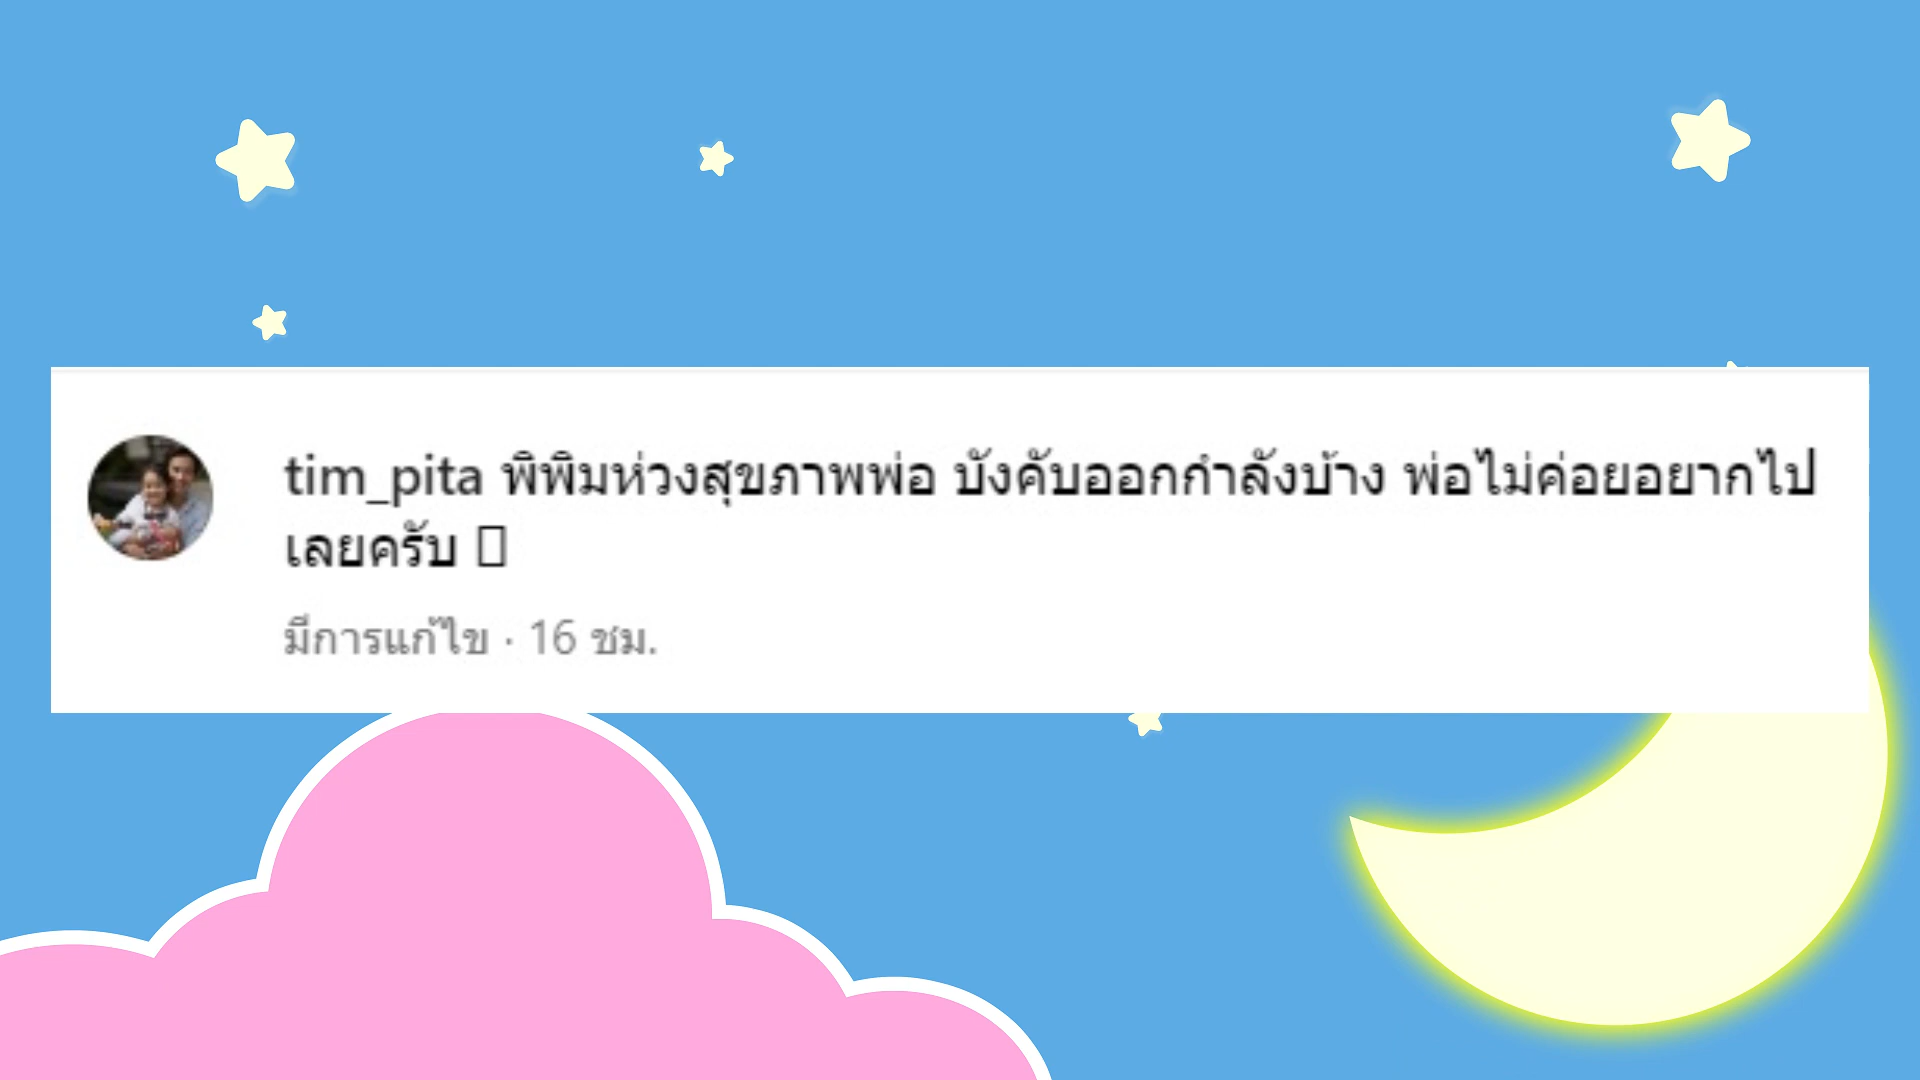 tim_pita พิพิมห่วงสุขภาพพ่อ บังคับออกกำลังบ้าง พ่อไม่ค่อยอยากไป
เลยครับ
มีการแก้ไข · 16 ชม.